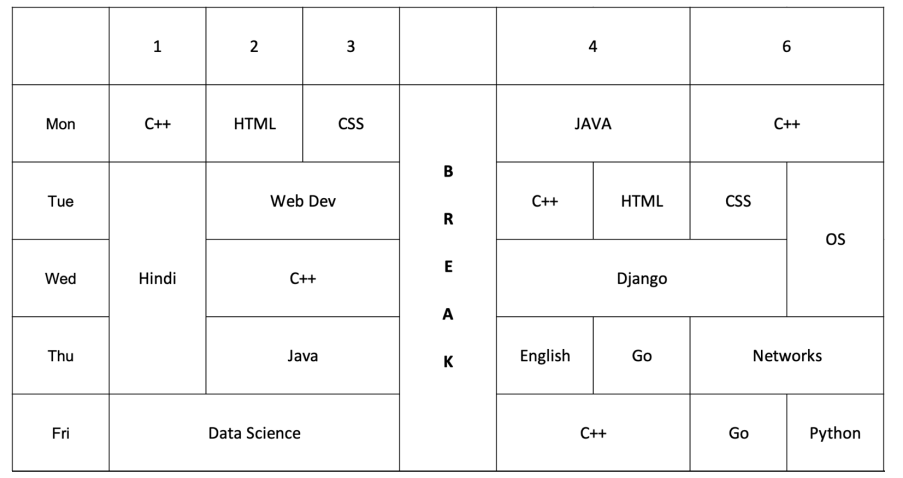 1 2 3 4 6
Mon C++ HTML CSS JAVA C++
Tue Web Dev C++ HTML CSS
OS
Wed Hindi C++ Django
Thu Java English Go Networks
Fri Data Science C++ Go Python
B
R
E
A
K